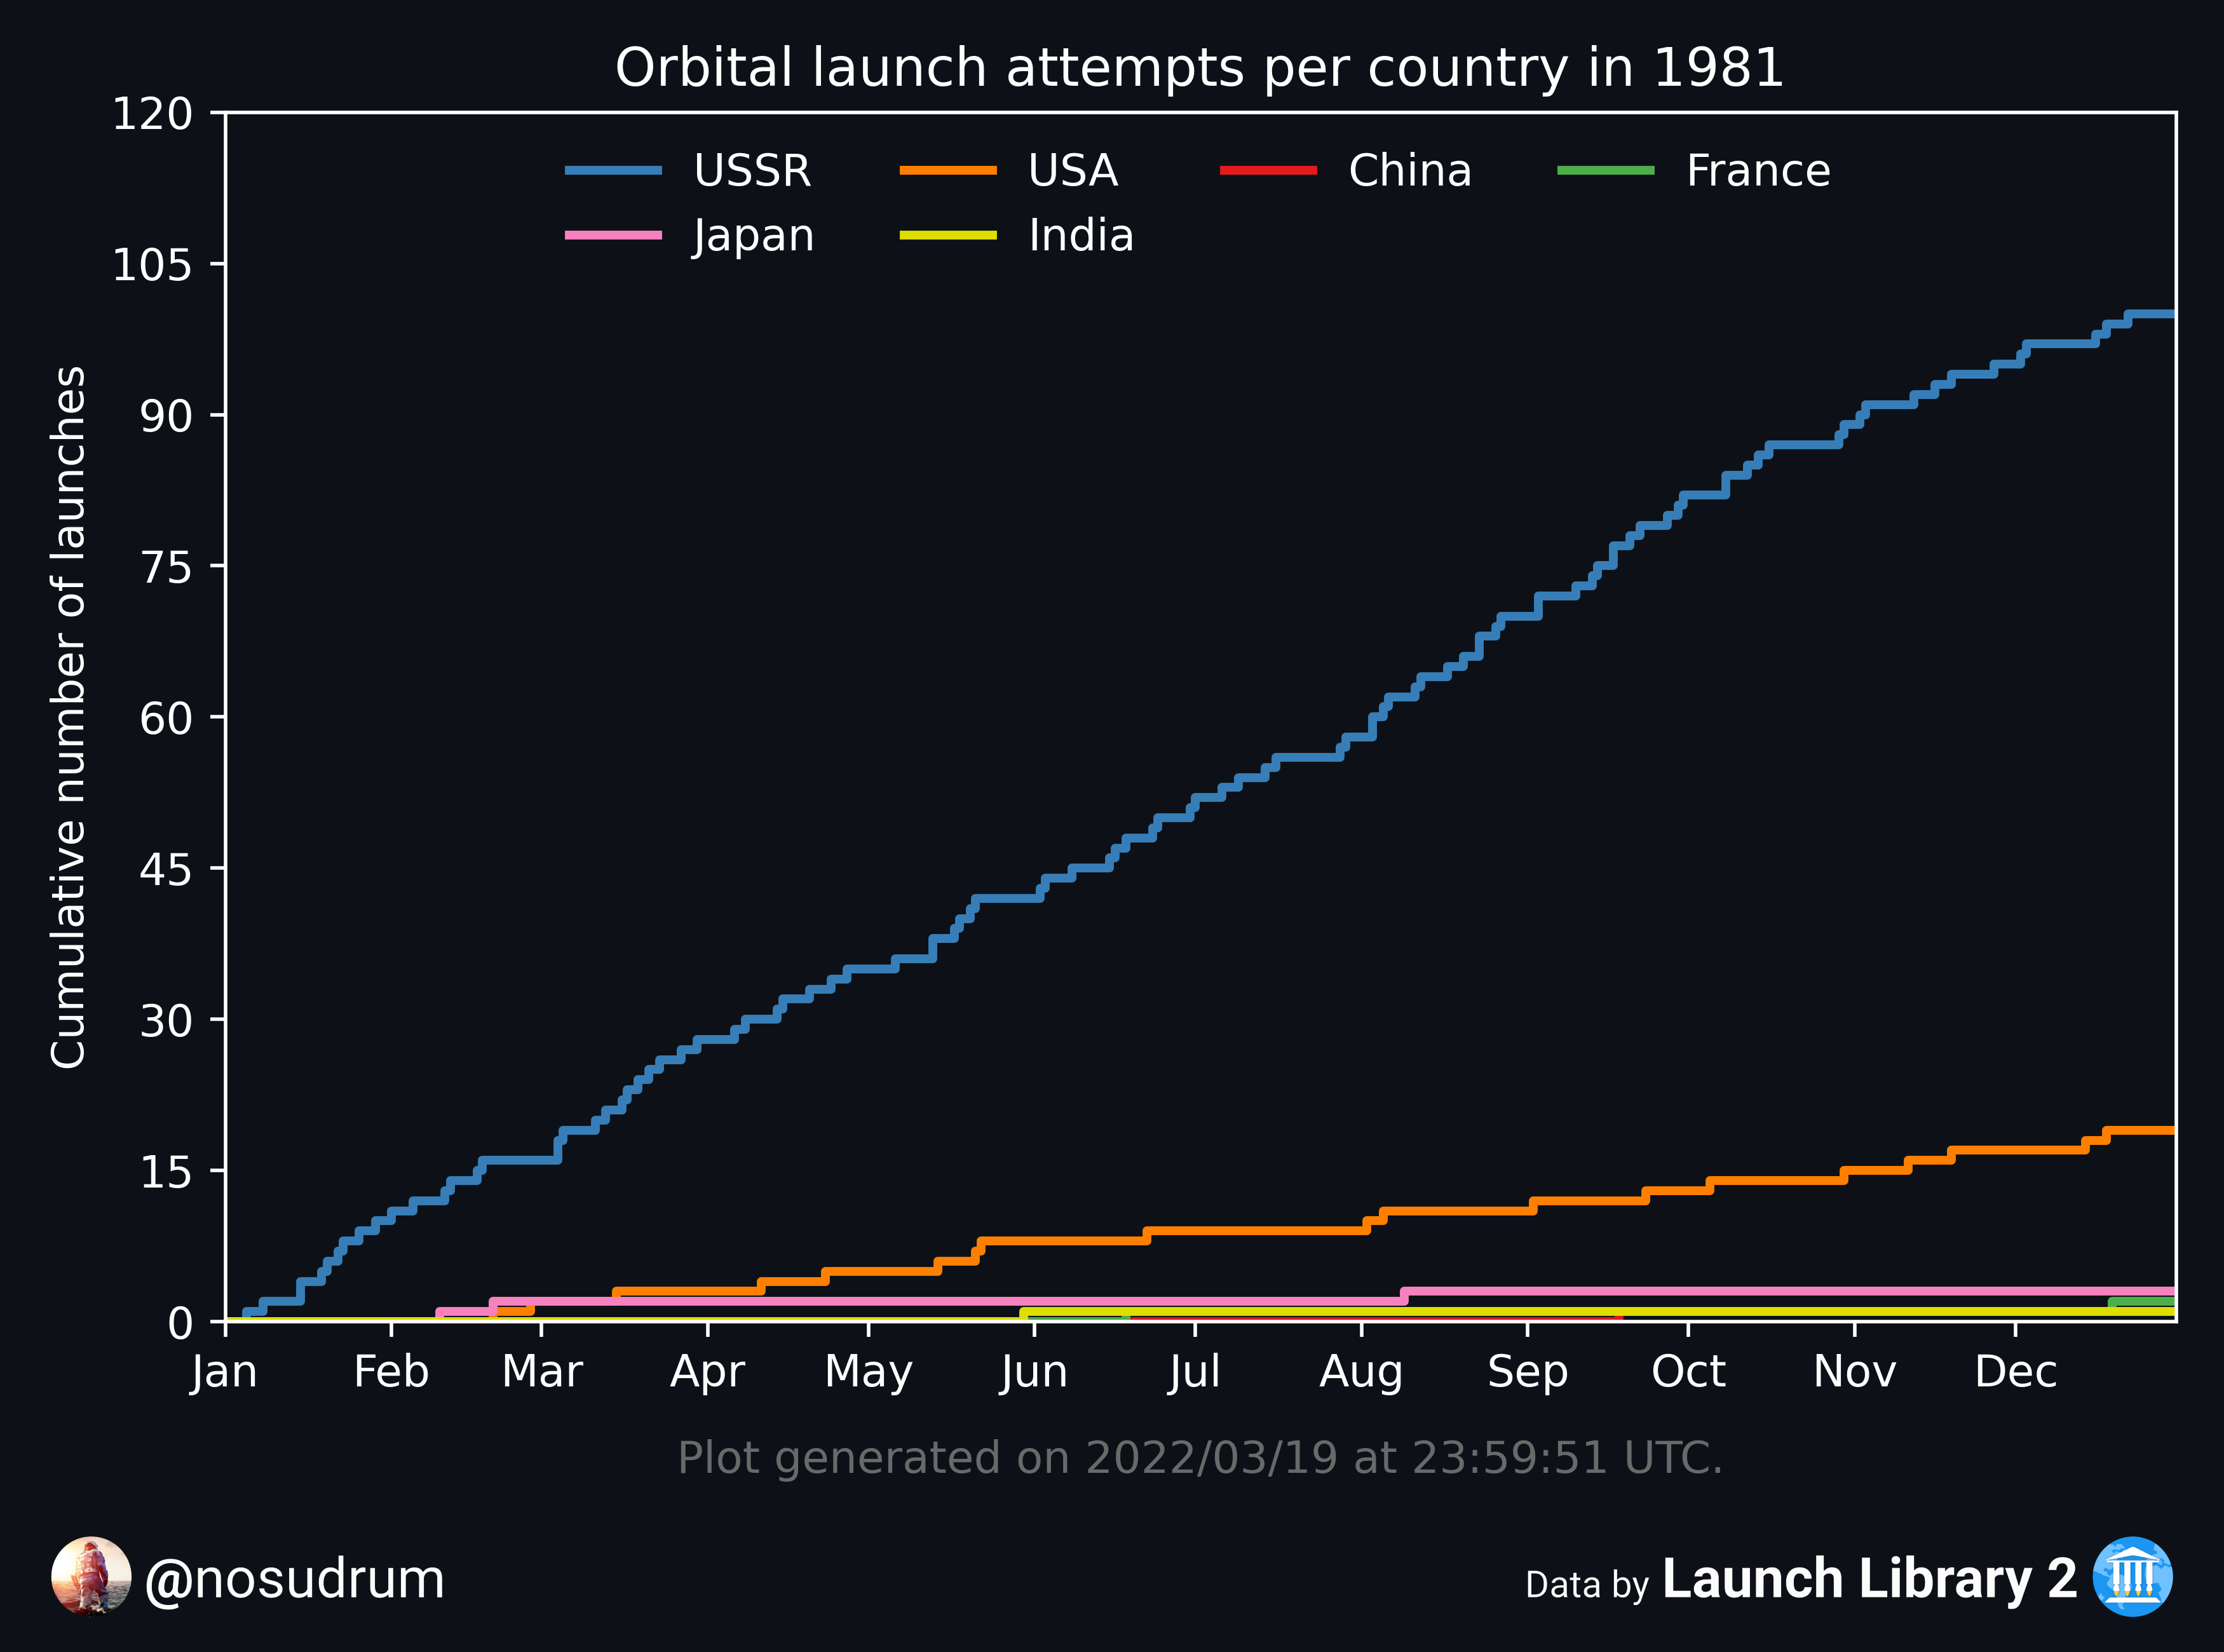 Orbital launch attempts per country in 1981
120
105
90
75
60
45
30
15
0
Cumulative number of launches
USSR USA China France
Japan India
Jan Feb Mar Apr May Jun Jul Aug Sep Oct Nov Dec
Plot generated on 2022/03/19 at 23:59:51 UTC.
@nosudrum
Data by Launch Library 2